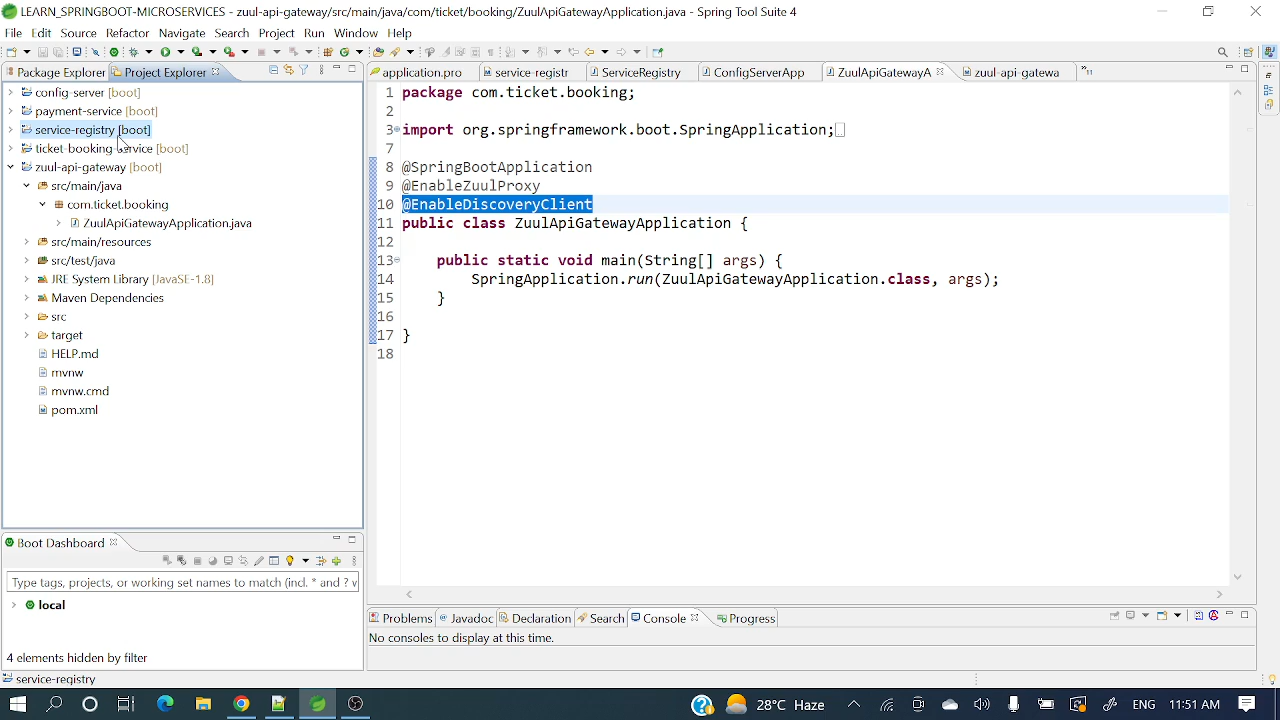 LEARN_SPRINGBOOT-MICROSERVICES - zuul-api-gateway/src/main/java/com/ticket/booking/ZuulApiGatewayApplication.java - Spring Tool Suite 4
File Edit Source Refactor Navigate Search Project Run Window Help
Package Explorer Project Explorer
config-server [boot]
payment-service [boot]
service-registry [boot]
ticket-booking-service [boot]
zuul-api-gateway [boot]
src/main/java
com.ticket.booking
ZuulApiGatewayApplication.java
src/main/resources
src/test/java
JRE System Library [JavaSE-1.8]
Maven Dependencies
src
target
HELP.md
mvnw
mvnw.cmd
pom.xml
application.pro service-regist ServiceRegistry ConfigServerApp ZuulApiGatewayA zuul-api-gatewa
1 package com.ticket.booking;
2
3 import org.springframework.boot.SpringApplication;
7
8 @SpringBootApplication
9 @EnableZuulProxy
10 @EnableDiscoveryClient
11 public class ZuulApiGatewayApplication {
12
13 public static void main(String[] args) {
14 SpringApplication.run(ZuulApiGatewayApplication.class, args);
15 }
16
17 }
18
Boot Dashboard
Type tags, projects, or working set names to match (incl. * and ? v
local
4 elements hidden by filter
Problems Javadoc Declaration Search Console Progress
No consoles to display at this time.
service-registry
28°C Haze ENG 11:51 AM